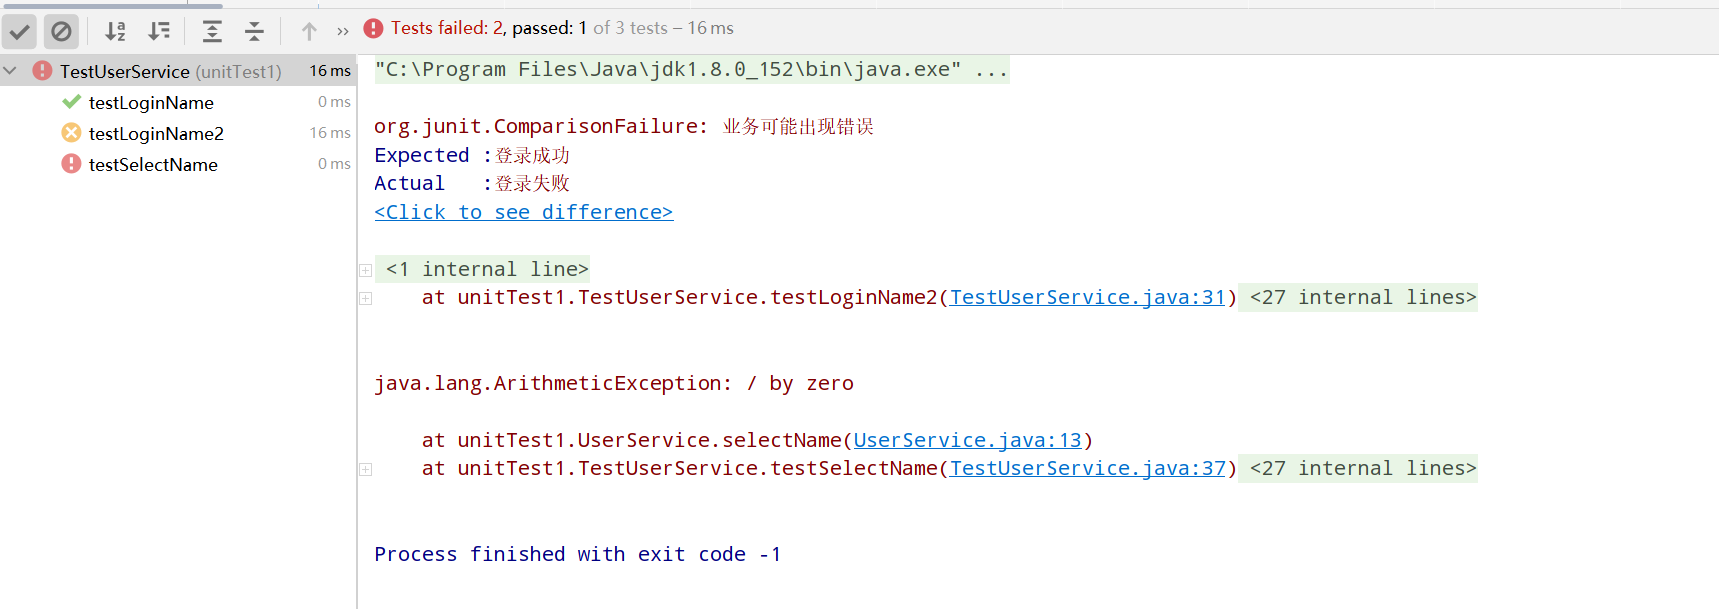 Tests failed: 2, passed: 1 of 3 tests – 16 ms
TestUserService (unitTest1) 16 ms
testLoginName 0 ms
testLoginName2 16 ms
testSelectName 0 ms
"C:\Program Files\Java\jdk1.8.0_152\bin\java.exe" ...
org.junit.ComparisonFailure: 业务可能出现错误
Expected :登录成功
Actual   :登录失败
<Click to see difference>
<1 internal line>
at unitTest1.TestUserService.testLoginName2(TestUserService.java:31) <27 internal lines>
java.lang.ArithmeticException: / by zero
at unitTest1.UserService.selectName(UserService.java:13)
at unitTest1.TestUserService.testSelectName(TestUserService.java:37) <27 internal lines>
Process finished with exit code -1